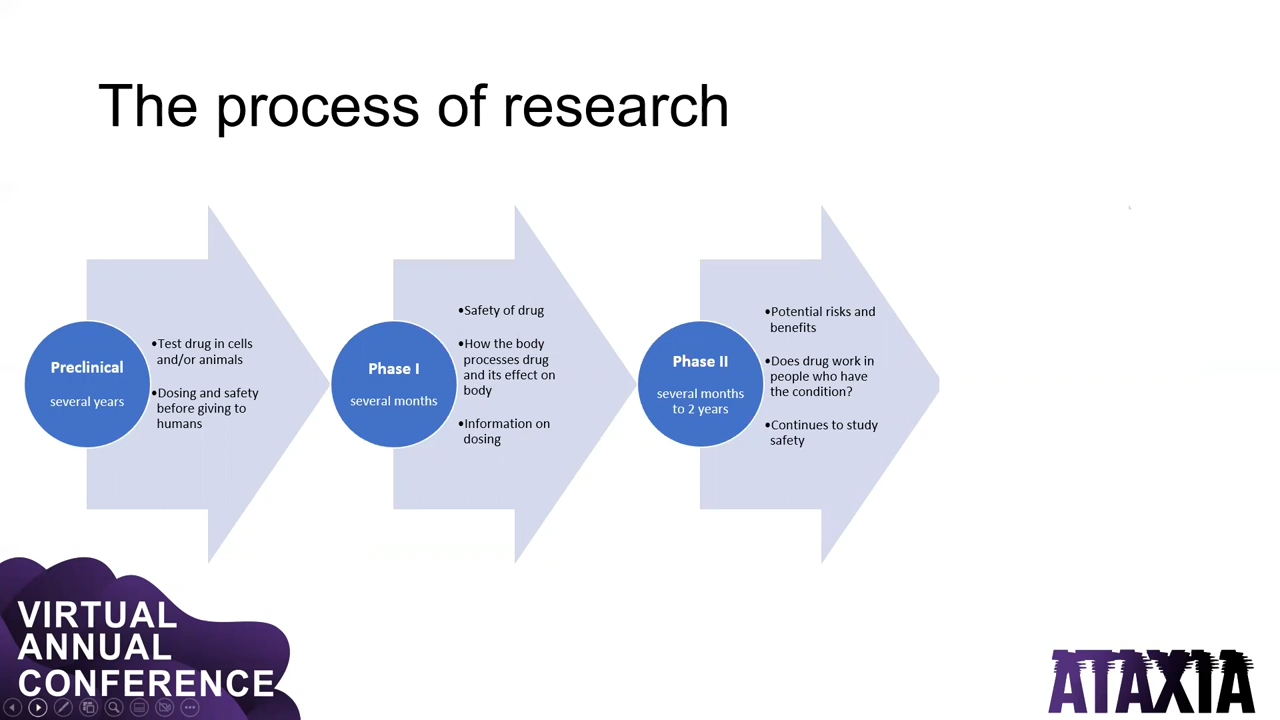 The process of research
Preclinical
several years
•Test drug in cells
and/or animals
•Dosing and safety
before giving to
humans
Phase I
several months
•Safety of drug
•How the body
processes drug
and its effect on
body
•Information on
dosing
Phase II
several months
to 2 years
•Potential risks and
benefits
•Does drug work in
people who have
the condition?
•Continues to study
safety
VIRTUAL
ANNUAL
CONFERENCE
ATAXIA